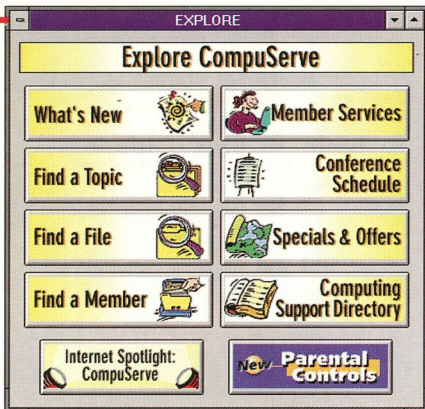 EXPLORE
Explore CompuServe
What's New
Member Services
Find a Topic
Conference
Schedule
Find a File
Specials & Offers
Find a Member
Computing
Support Directory
Internet Spotlight:
CompuServe
New Parental
Controls